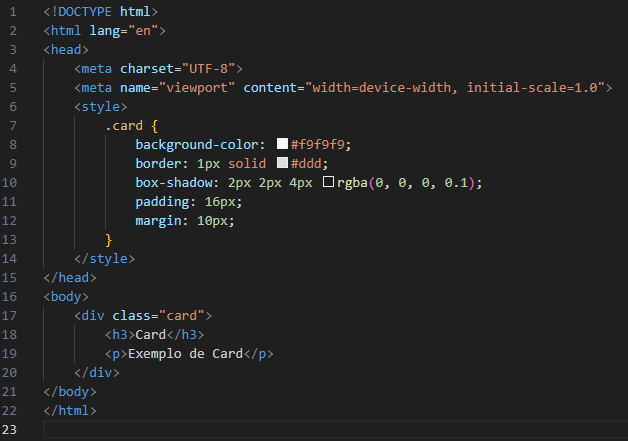 1 <!DOCTYPE html>
2 <html lang="en">
3 <head>
4     <meta charset="UTF-8">
5     <meta name="viewport" content="width=device-width, initial-scale=1.0">
6     <style>
7         .card {
8             background-color: #f9f9f9;
9             border: 1px solid #ddd;
10             box-shadow: 2px 2px 4px rgba(0, 0, 0, 0.1);
11             padding: 16px;
12             margin: 10px;
13         }
14     </style>
15 </head>
16 <body>
17     <div class="card">
18         <h3>Card</h3>
19         <p>Exemplo de Card</p>
20     </div>
21 </body>
22 </html>
23